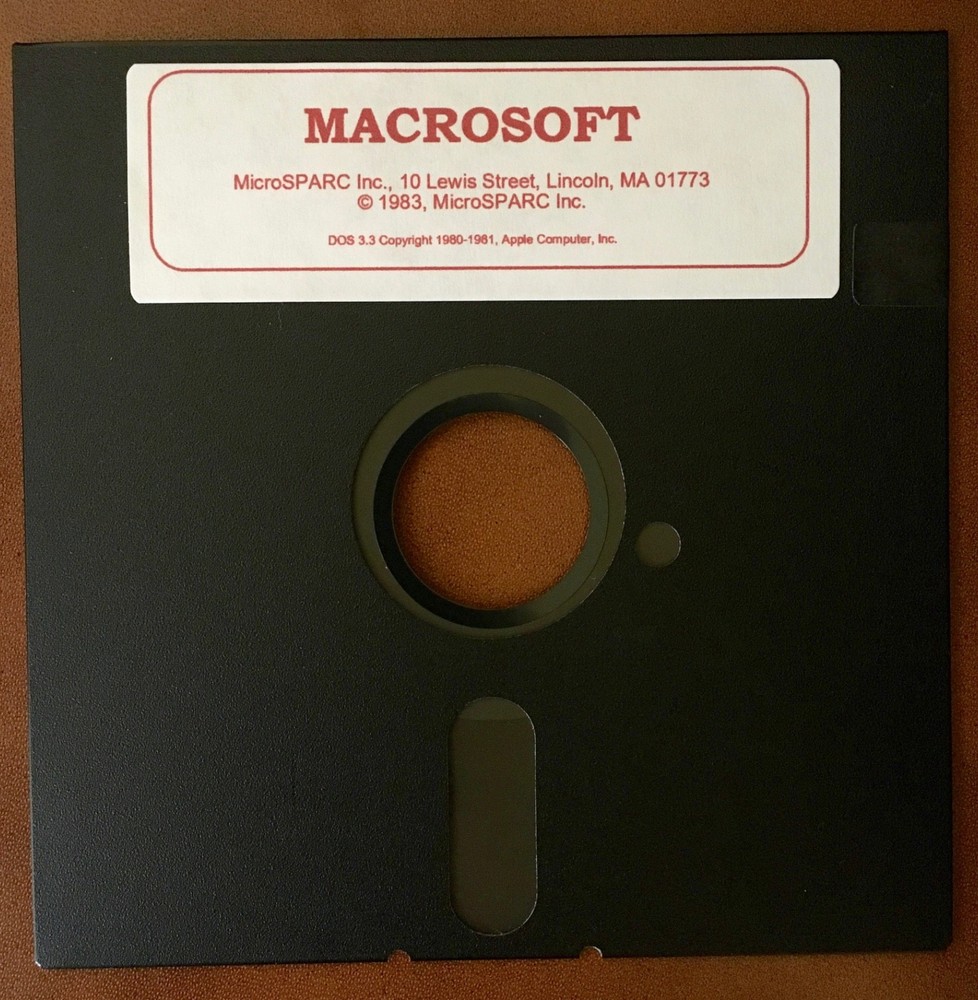 MACROSOFT
MicroSPARC Inc., 10 Lewis Street, Lincoln, MA 01773
© 1983, MicroSPARC Inc.
DOS 3.3 Copyright 1980-1981, Apple Computer, Inc.